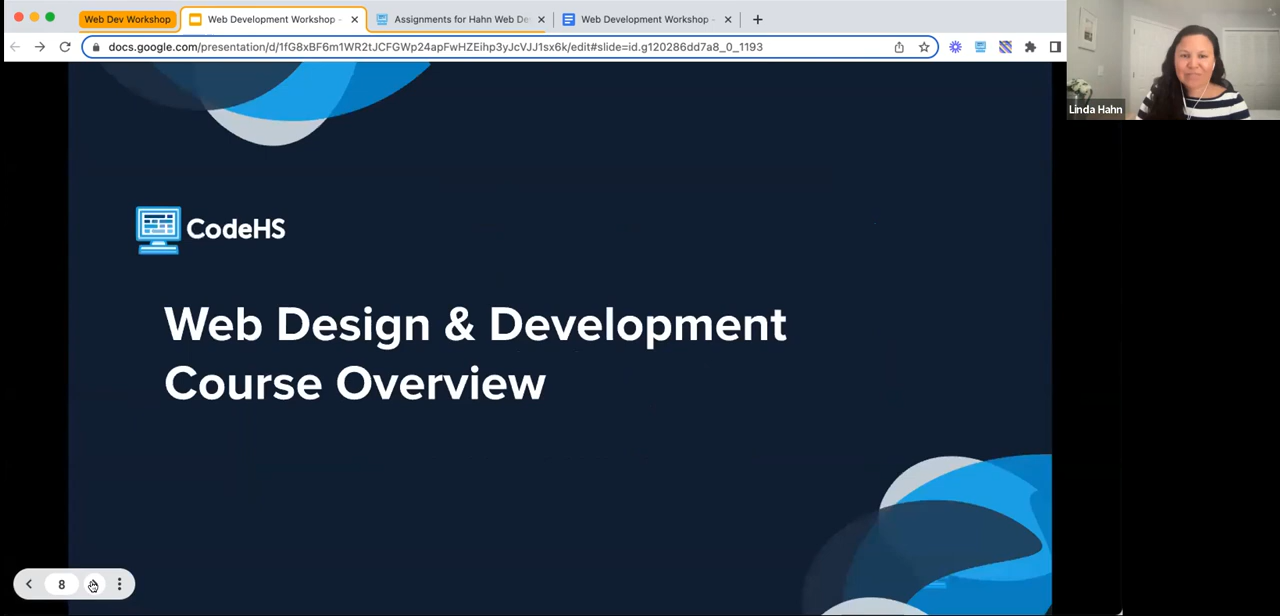 Web Dev Workshop
Web Development Workshop -
Assignments for Hahn Web De
Web Development Workshop -
docs.google.com/presentation/d/1fG8xBF6m1WR2tJCFGWp24apFwHZEihp3yJcVJJ1sx6k/edit#slide=id.g120286dd7a8_0_1193
Linda Hahn
CodeHS
Web Design & Development
Course Overview
8